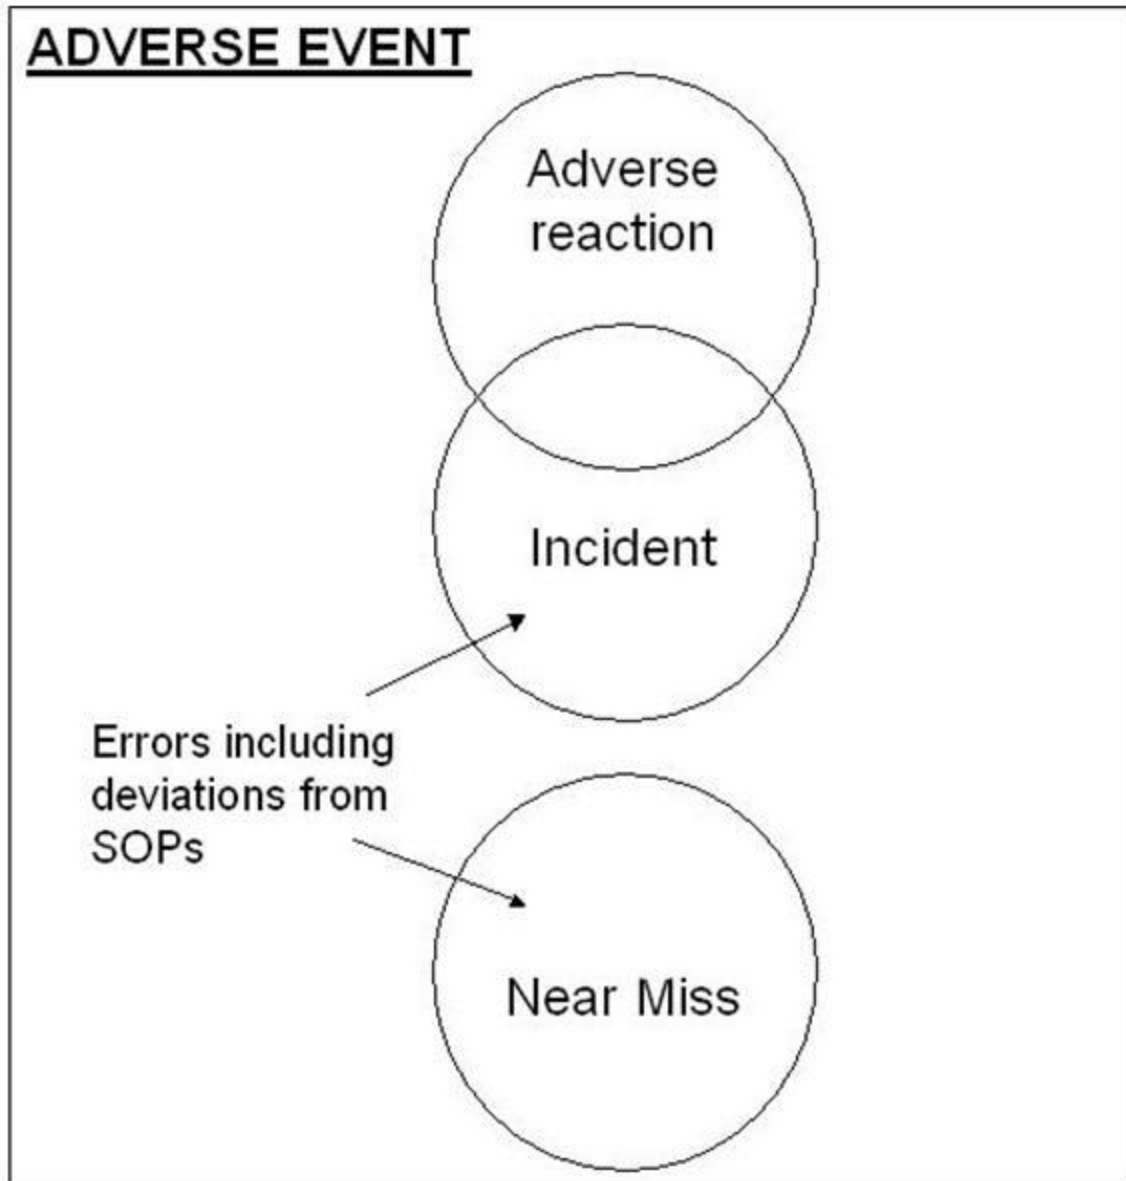 ADVERSE EVENT
Adverse
reaction
Incident
Errors including
deviations from
SOPs
Near Miss